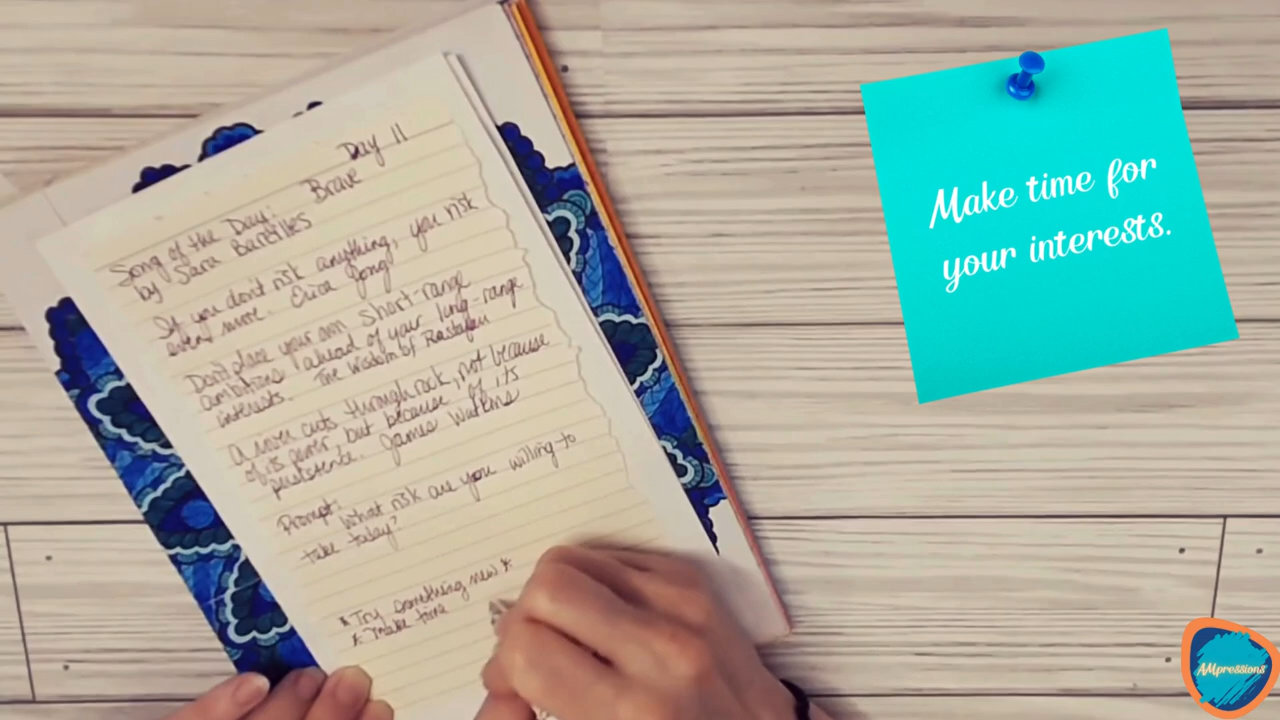 Day 11
Song of the Day: Brave
by Sara Bareilles
If you don't risk anything, you risk
even more. Erica Jong
Don't place your own short-range
ambitions ahead of your long-range
interests. The Wisdom of
A river cuts through rock, not because
of its power, but because of its
persistence. James Watkins
Prompt:
What risk are you willing to
take today?
* Try something new *
* make time
Make time for
your interests.
AMpressions